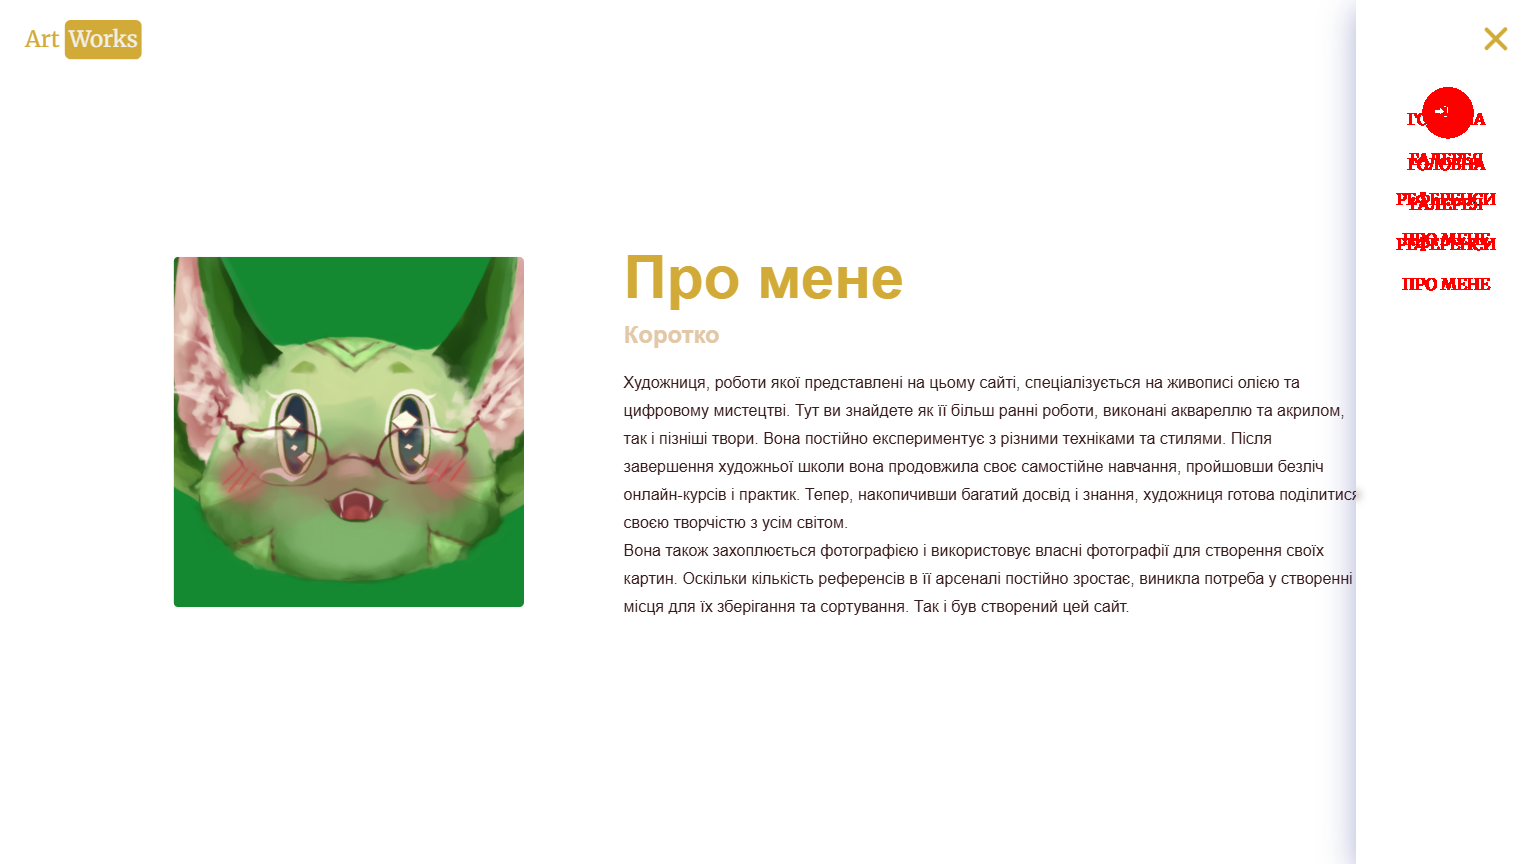 Art Works
Про мене
Коротко
Художниця, роботи якої представлені на цьому сайті, спеціалізується на живописі олією та
цифровому мистецтві. Тут ви знайдете як її більш ранні роботи, виконані аквареллю та акрилом,
так і пізніші твори. Вона постійно експериментує з різними техніками та стилями. Після
завершення художньої школи вона продовжила своє самостійне навчання, пройшовши безліч
онлайн-курсів і практик. Тепер, накопичивши багатий досвід і знання, художниця готова поділитися
своєю творчістю з усім світом.
Вона також захоплюється фотографією і використовує власні фотографії для створення своїх
картин. Оскільки кількість референсів в її арсеналі постійно зростає, виникла потреба у створенні
місця для їх зберігання та сортування. Так і був створений цей сайт.
ГОЛОВНА
ГАЛЕРЕЯ
РЕФЕРЕНСИ
ПРО МЕНЕ